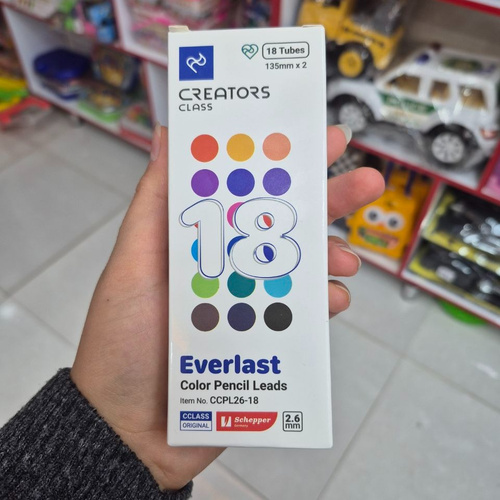 18 Tubes
135mm x 2
CREATORS
CLASS
18
Everlast
Color Pencil Leads
Item No. CCPL26-18
CCLASS
ORIGINAL
Schepper
Germany
2.6
mm